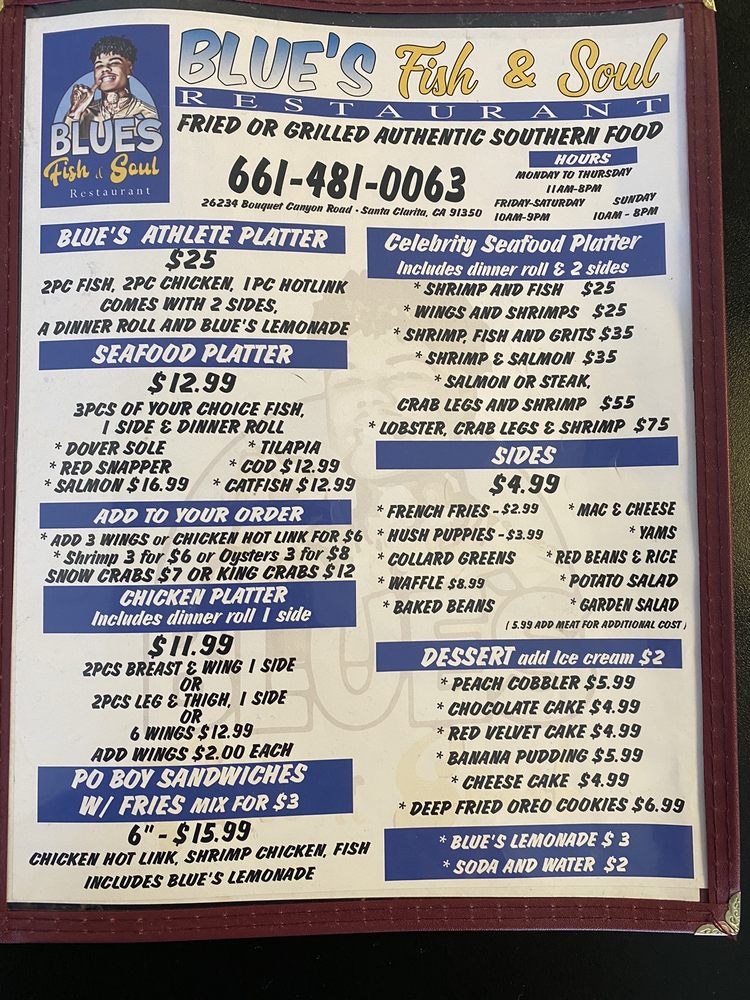 BLUES
Fish & Soul
Restaurant
BLUE'S Fish & Soul
RESTAURANT
FRIED OR GRILLED AUTHENTIC SOUTHERN FOOD
661-481-0063
26234 Bouquet Canyon Road • Santa Clarita, CA 91350
HOURS
MONDAY TO THURSDAY
11AM-8PM
FRIDAY-SATURDAY
10AM-9PM
SUNDAY
10AM - 8PM
BLUE'S ATHLETE PLATTER
$25
2PC FISH, 2PC CHICKEN, 1PC HOTLINK
COMES WITH 2 SIDES,
A DINNER ROLL AND BLUE'S LEMONADE
SEAFOOD PLATTER
$12.99
3PCS OF YOUR CHOICE FISH,
1 SIDE & DINNER ROLL
* DOVER SOLE * TILAPIA
* RED SNAPPER * COD $12.99
* SALMON $16.99 * CATFISH $12.99
ADD TO YOUR ORDER
* ADD 3 WINGS or CHICKEN HOT LINK FOR $6
* Shrimp 3 for $6 or Oysters 3 for $8
SNOW CRABS $7 OR KING CRABS $12
CHICKEN PLATTER
Includes dinner roll 1 side
$11.99
2PCS BREAST & WING 1 SIDE
OR
2PCS LEG & THIGH, 1 SIDE
OR
6 WINGS $12.99
ADD WINGS $2.00 EACH
PO BOY SANDWICHES
W/ FRIES MIX FOR $3
6" - $15.99
CHICKEN HOT LINK, SHRIMP CHICKEN, FISH
INCLUDES BLUE'S LEMONADE
Celebrity Seafood Platter
Includes dinner roll & 2 sides
* SHRIMP AND FISH $25
* WINGS AND SHRIMPS $25
* SHRIMP, FISH AND GRITS $35
* SHRIMP & SALMON $35
* SALMON OR STEAK,
CRAB LEGS AND SHRIMP $55
* LOBSTER, CRAB LEGS & SHRIMP $75
SIDES
$4.99
* FRENCH FRIES - $2.99 * MAC & CHEESE
* HUSH PUPPIES - $3.99 * YAMS
* COLLARD GREENS * RED BEANS & RICE
* WAFFLE $8.99 * POTATO SALAD
* BAKED BEANS * GARDEN SALAD
( 5.99 ADD MEAT FOR ADDITIONAL COST )
DESSERT add Ice cream $2
* PEACH COBBLER $5.99
* CHOCOLATE CAKE $4.99
* RED VELVET CAKE $4.99
* BANANA PUDDING $5.99
* CHEESE CAKE $4.99
* DEEP FRIED OREO COOKIES $6.99
* BLUE'S LEMONADE $ 3
* SODA AND WATER $2
BLUES